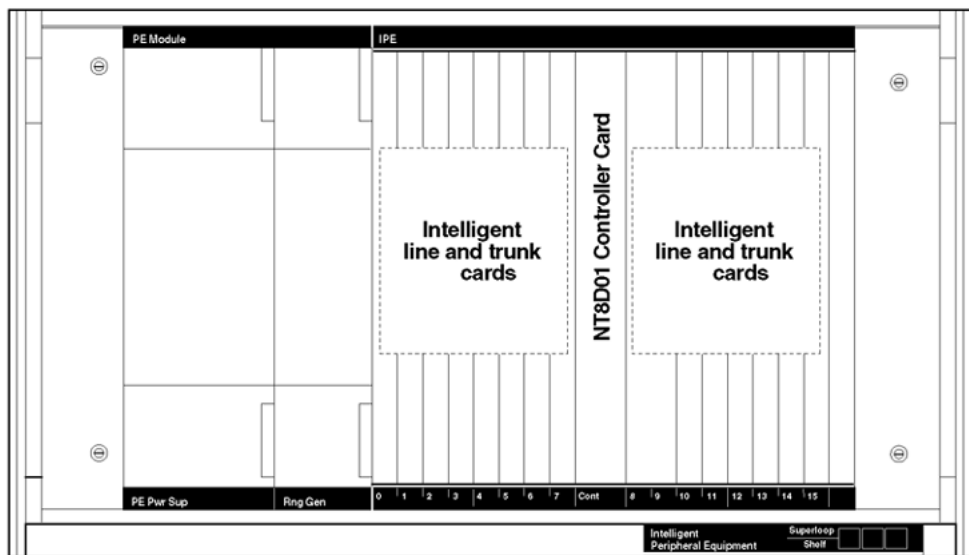 PE Module
IPE
Intelligent
line and trunk
cards
NT8D01 Controller Card
Intelligent
line and trunk
cards
PE Pwr Sup
Rng Gen
0 1 2 3 4 5 6 7 Cont 8 9 10 11 12 13 14 15
Intelligent
Peripheral Equipment
Superloop
Shelf